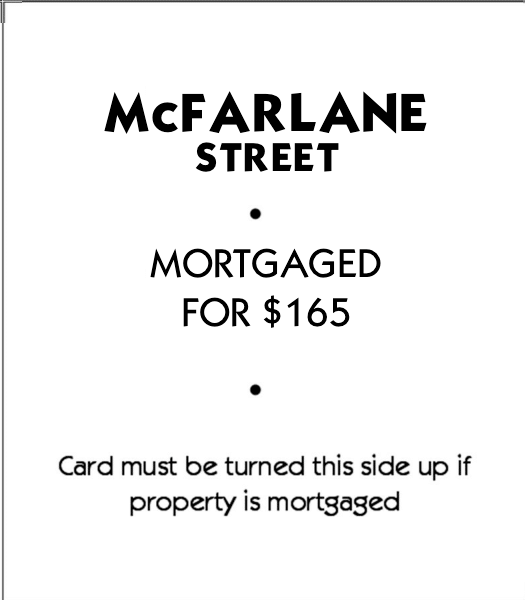 McFARLANE
STREET
•
MORTGAGED
FOR $165
•
Card must be turned this side up if
property is mortgaged